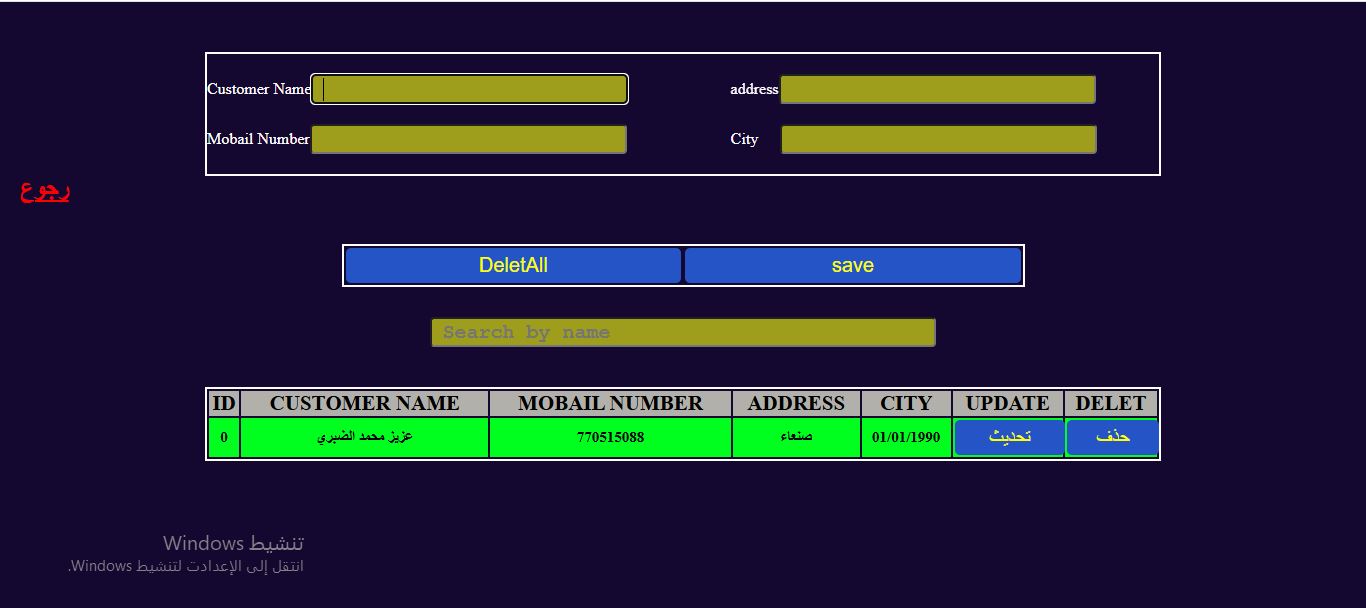 Customer Name address
Mobail Number City
رجوع
DeletAll save
Search by name
ID CUSTOMER NAME MOBAIL NUMBER ADDRESS CITY UPDATE DELET
0 عزيز محمد الضبري 770515088 صنعاء 01/01/1990 تحديث حذف
تنشيط Windows
انتقل إلى الإعدادت لتنشيط Windows.